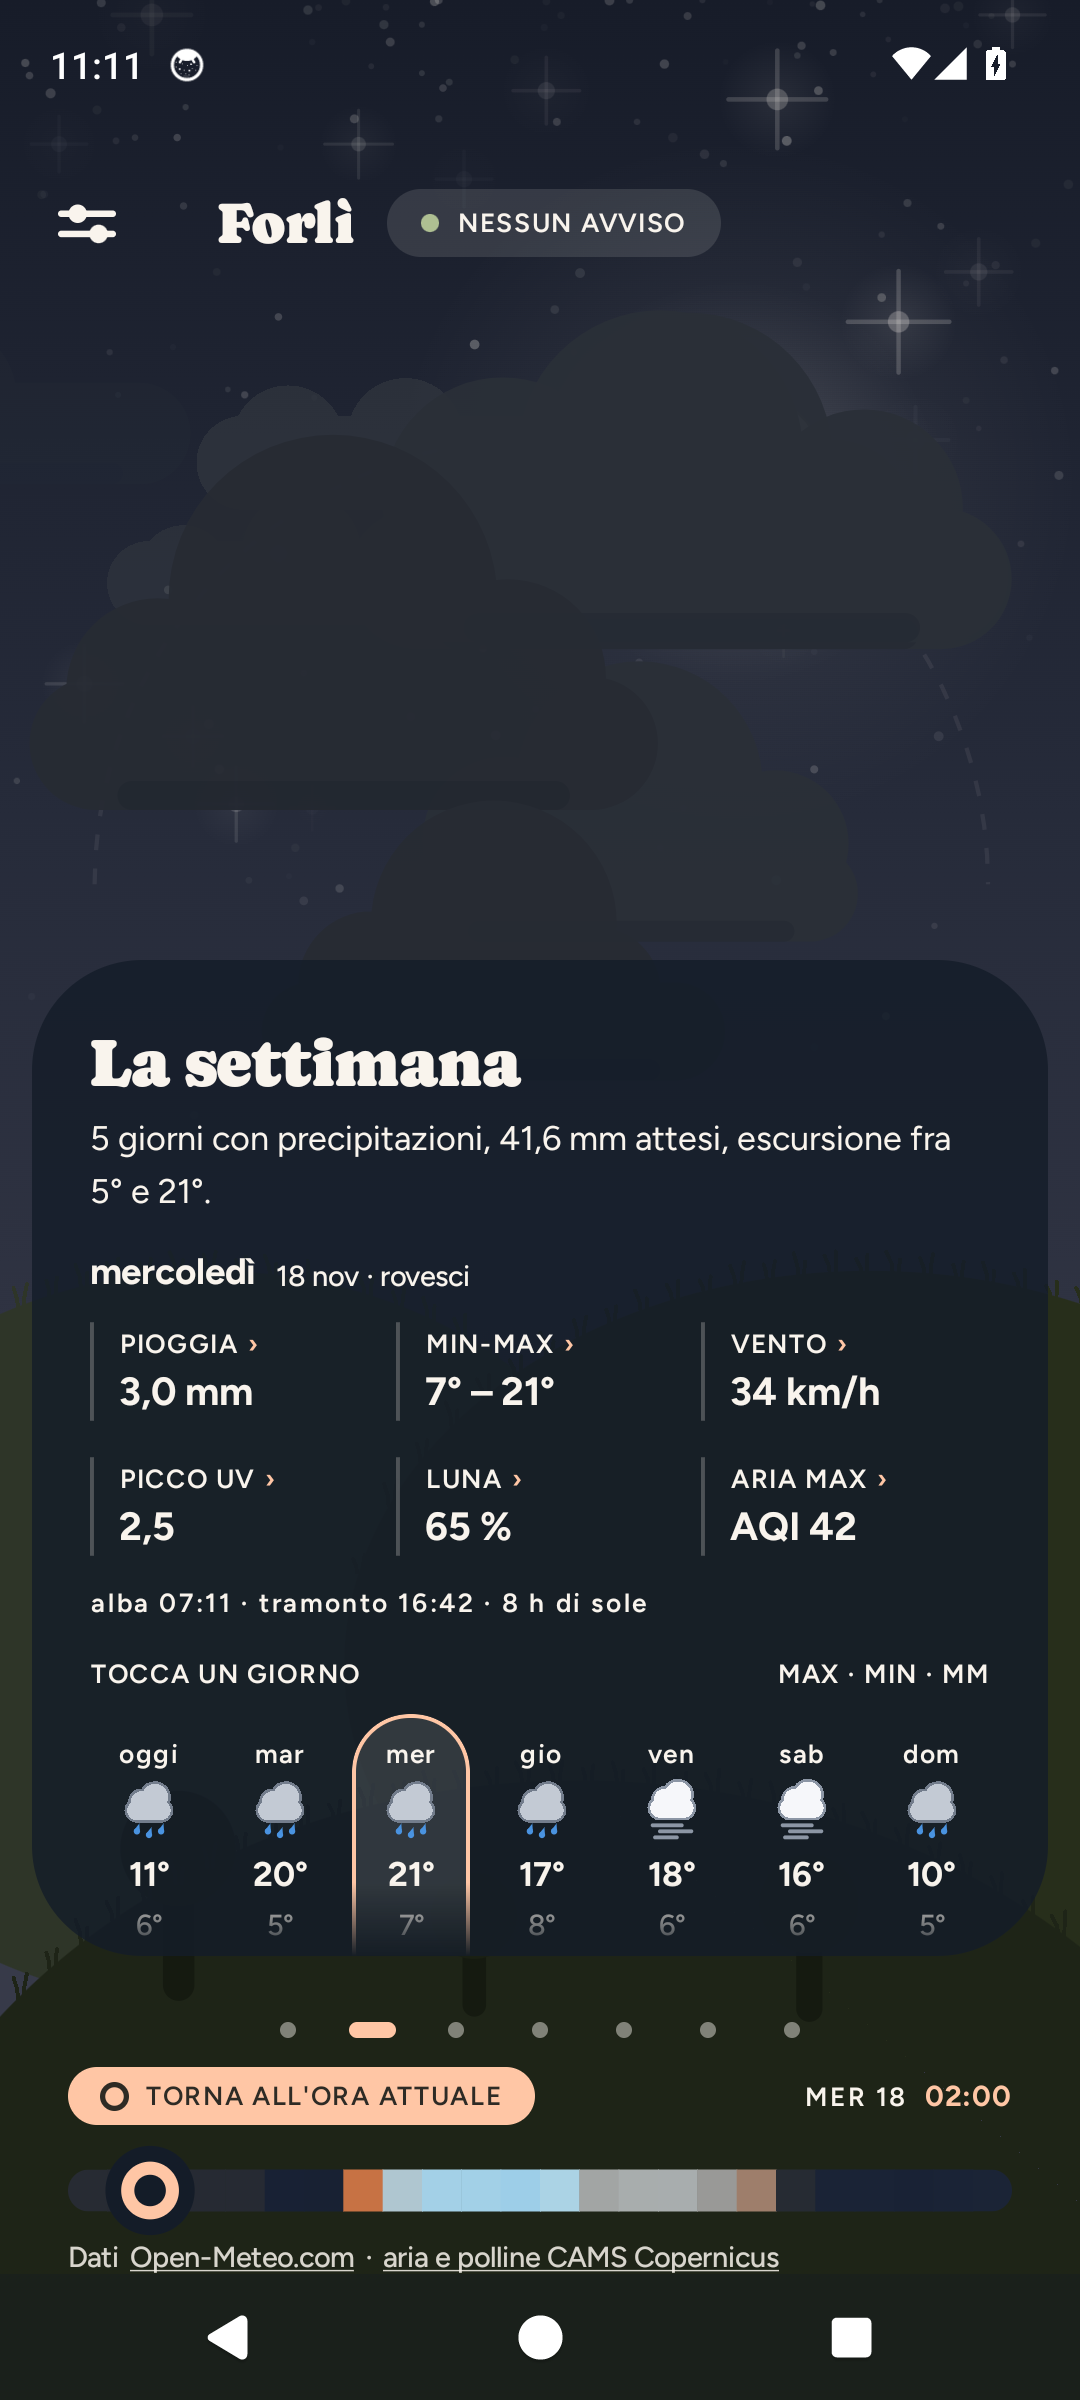 11:11
Forlì
NESSUN AVVISO
La settimana
5 giorni con precipitazioni, 41,6 mm attesi, escursione fra
5° e 21°.
mercoledì 18 nov · rovesci
PIOGGIA › MIN-MAX › VENTO ›
3,0 mm 7° – 21° 34 km/h
PICCO UV › LUNA › ARIA MAX ›
2,5 65 % AQI 42
alba 07:11 · tramonto 16:42 · 8 h di sole
TOCCA UN GIORNO MAX · MIN · MM
oggi mar mer gio ven sab dom
11° 20° 21° 17° 18° 16° 10°
6° 5° 7° 8° 6° 6° 5°
TORNA ALL'ORA ATTUALE MER 18 02:00
Dati Open-Meteo.com · aria e polline CAMS Copernicus